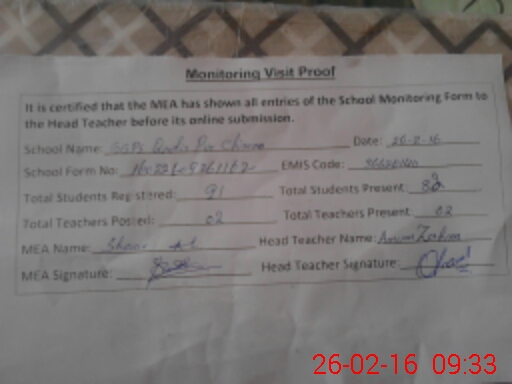 Monitoring Visit Proof
It is certified that the MEA has shown all entries of the School Monitoring Form to
the Head Teacher before its online submission.
School Name: GGPS Date: 26-2-16
School Form No: EMIS Code:
Total Students Registered: 91 Total Students Present: 82
Total Teachers Posted: 02 Total Teachers Present: 02
MEA Name: Head Teacher Name:
MEA Signature: Head Teacher Signature:
26-02-16 09:33